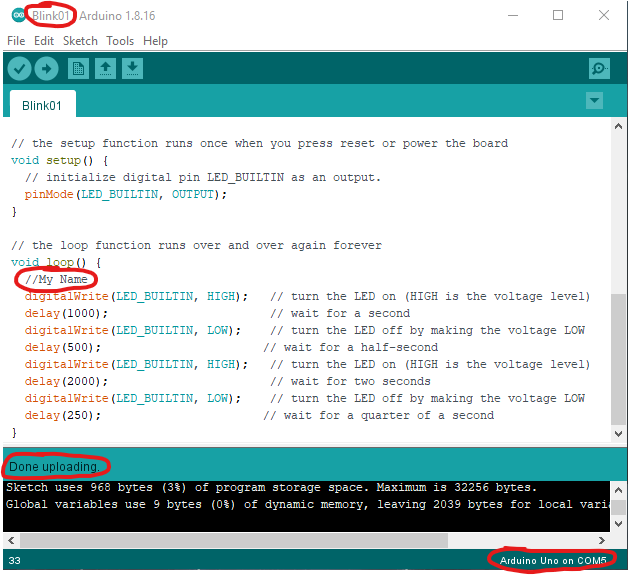 Blink01 Arduino 1.8.16
File Edit Sketch Tools Help
Blink01
// the setup function runs once when you press reset or power the board
void setup() {
  // initialize digital pin LED_BUILTIN as an output.
  pinMode(LED_BUILTIN, OUTPUT);
}
// the loop function runs over and over again forever
void loop() {
  //My Name
  digitalWrite(LED_BUILTIN, HIGH);   // turn the LED on (HIGH is the voltage level)
  delay(1000);                       // wait for a second
  digitalWrite(LED_BUILTIN, LOW);    // turn the LED off by making the voltage LOW
  delay(500);                       // wait for a half-second
  digitalWrite(LED_BUILTIN, HIGH);   // turn the LED on (HIGH is the voltage level)
  delay(2000);                       // wait for two seconds
  digitalWrite(LED_BUILTIN, LOW);    // turn the LED off by making the voltage LOW
  delay(250);                       // wait for a quarter of a second
}
Done uploading.
Sketch uses 968 bytes (3%) of program storage space. Maximum is 32256 bytes.
Global variables use 9 bytes (0%) of dynamic memory, leaving 2039 bytes for local varia
33 Arduino Uno on COM5